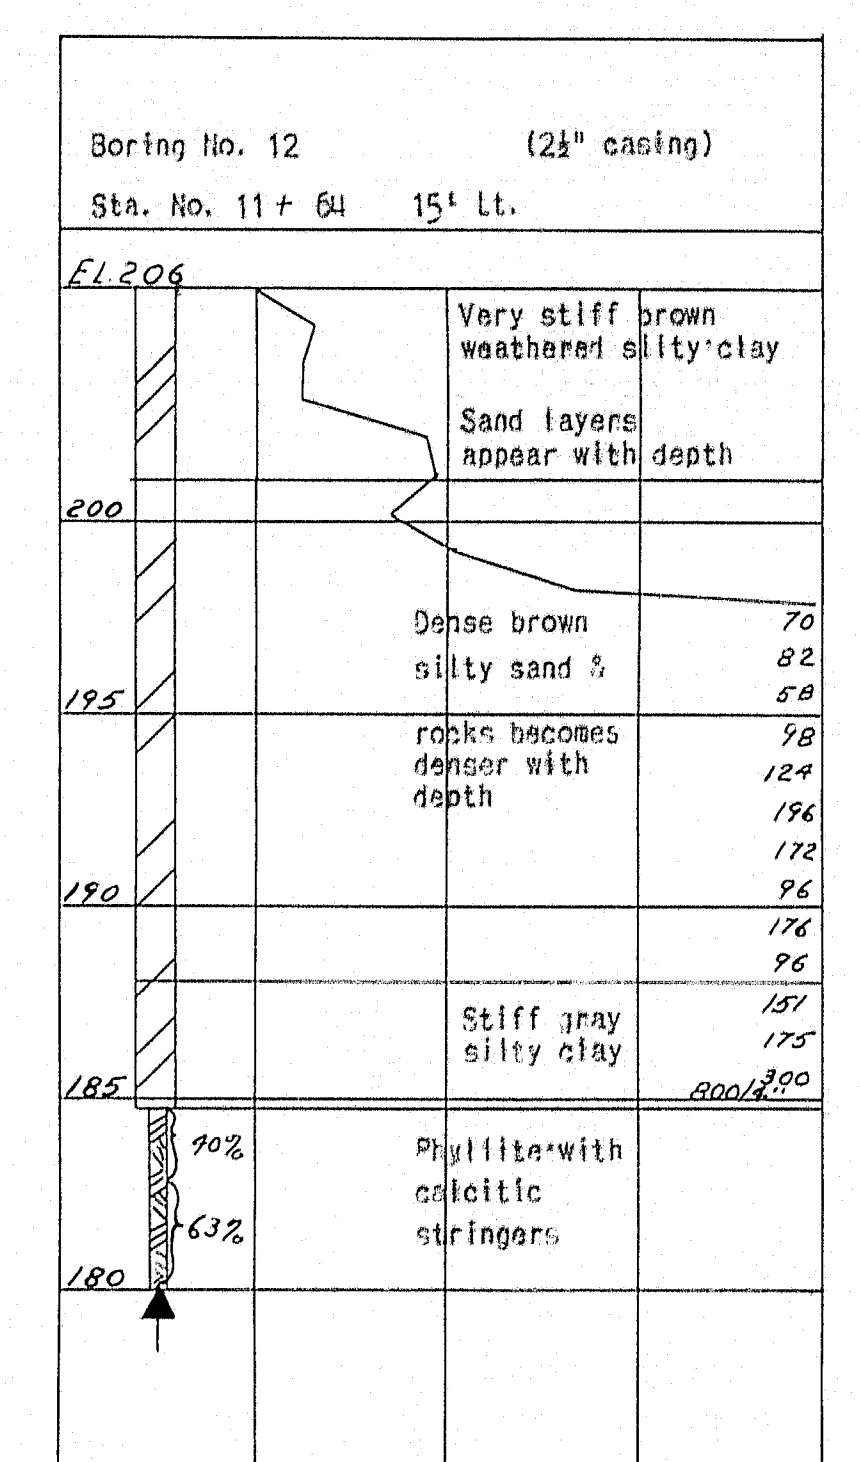 Boring No. 12 (2½" casing)
Sta. No. 11 + 64 15' Lt.
El. 206
Very stiff brown
weathered silty clay
Sand layers
appear with depth
200
Dense brown 70
silty sand & 82
58
195
rocks becomes 98
denser with 124
depth
196
172
190 96
176
96
Stiff gray 151
silty clay 175
300
185 800/4"
40% Phyllite with
calcitic
63% stringers
180